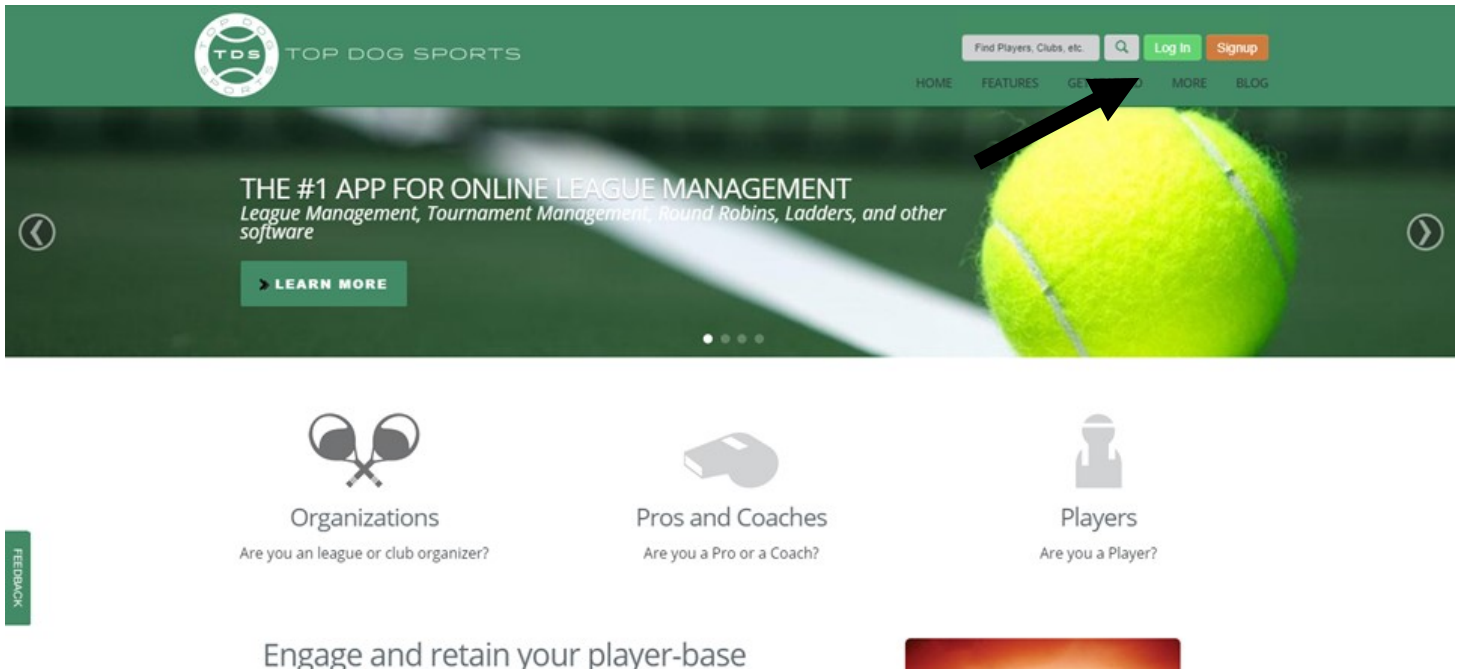 TOP DOG SPORTS
TDS
TOP DOG SPORTS
Find Players, Clubs, etc.
Log In
Signup
HOME
FEATURES
MORE
BLOG
THE #1 APP FOR ONLINE LEAGUE MANAGEMENT
League Management, Tournament Management, Round Robins, Ladders, and other
software
LEARN MORE
Organizations
Pros and Coaches
Players
Are you an league or club organizer?
Are you a Pro or a Coach?
Are you a Player?
FEEDBACK
Engage and retain your player-base